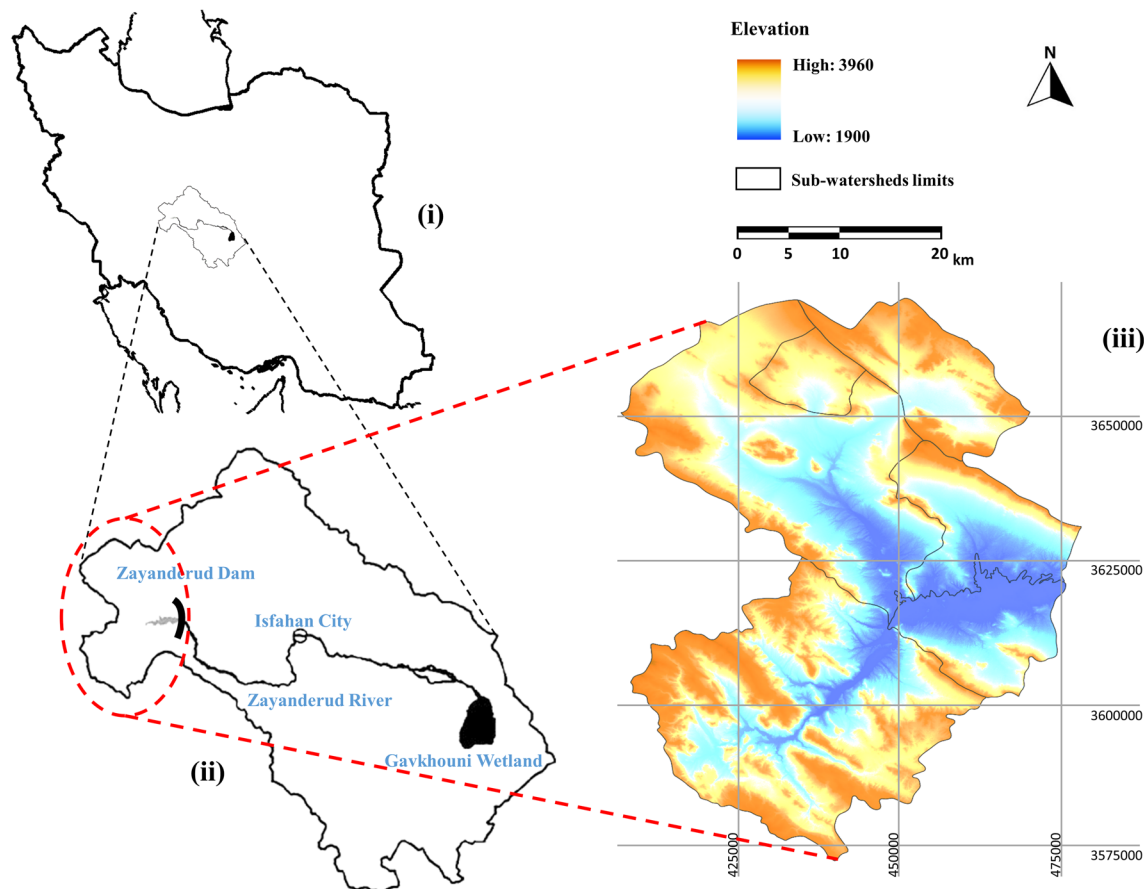 Elevation
High: 3960
Low: 1900
N
Sub-watersheds limits
0 5 10 20 km
(i)
(iii)
3650000
3625000
3600000
3575000
425000
450000
475000
Zayanderud Dam
Isfahan City
Zayanderud River
Gavkhouni Wetland
(ii)